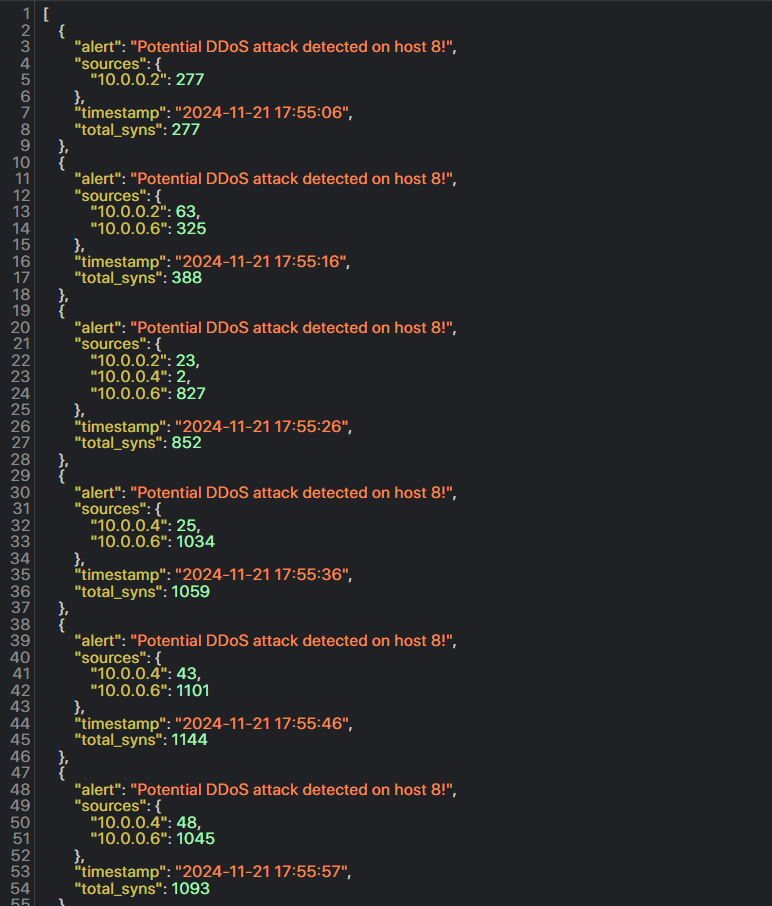 1 [
2 {
3 "alert": "Potential DDoS attack detected on host 8!",
4 "sources": {
5 "10.0.0.2": 277
6 },
7 "timestamp": "2024-11-21 17:55:06",
8 "total_syns": 277
9 },
10 {
11 "alert": "Potential DDoS attack detected on host 8!",
12 "sources": {
13 "10.0.0.2": 63,
14 "10.0.0.6": 325
15 },
16 "timestamp": "2024-11-21 17:55:16",
17 "total_syns": 388
18 },
19 {
20 "alert": "Potential DDoS attack detected on host 8!",
21 "sources": {
22 "10.0.0.2": 23,
23 "10.0.0.4": 2,
24 "10.0.0.6": 827
25 },
26 "timestamp": "2024-11-21 17:55:26",
27 "total_syns": 852
28 },
29 {
30 "alert": "Potential DDoS attack detected on host 8!",
31 "sources": {
32 "10.0.0.4": 25,
33 "10.0.0.6": 1034
34 },
35 "timestamp": "2024-11-21 17:55:36",
36 "total_syns": 1059
37 },
38 {
39 "alert": "Potential DDoS attack detected on host 8!",
40 "sources": {
41 "10.0.0.4": 43,
42 "10.0.0.6": 1101
43 },
44 "timestamp": "2024-11-21 17:55:46",
45 "total_syns": 1144
46 },
47 {
48 "alert": "Potential DDoS attack detected on host 8!",
49 "sources": {
50 "10.0.0.4": 48,
51 "10.0.0.6": 1045
52 },
53 "timestamp": "2024-11-21 17:55:57",
54 "total_syns": 1093
55